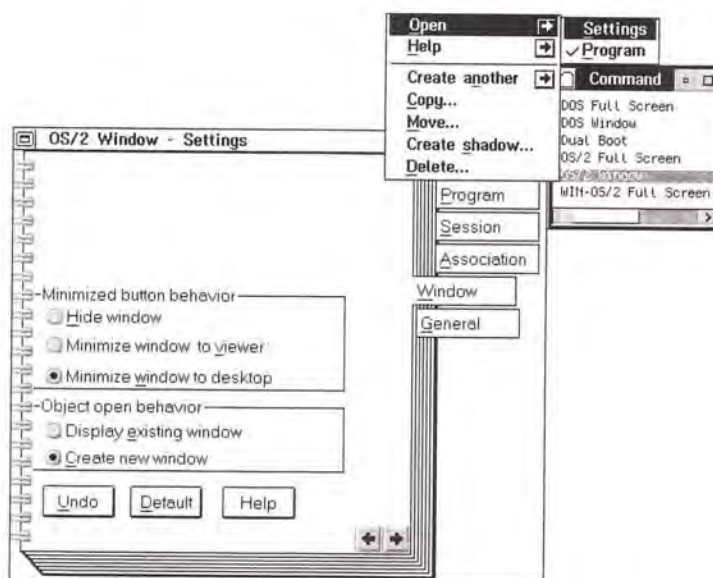 Open
Help
Create another
Copy...
Move...
Create shadow...
Delete...
Settings
Program
Command
DOS Full Screen
DOS Window
Dual Boot
OS/2 Full Screen
OS/2 Window
WIN-OS/2 Full Screen
OS/2 Window - Settings
Program
Session
Association
Window
General
Minimized button behavior
Hide window
Minimize window to viewer
Minimize window to desktop
Object open behavior
Display existing window
Create new window
Undo
Default
Help